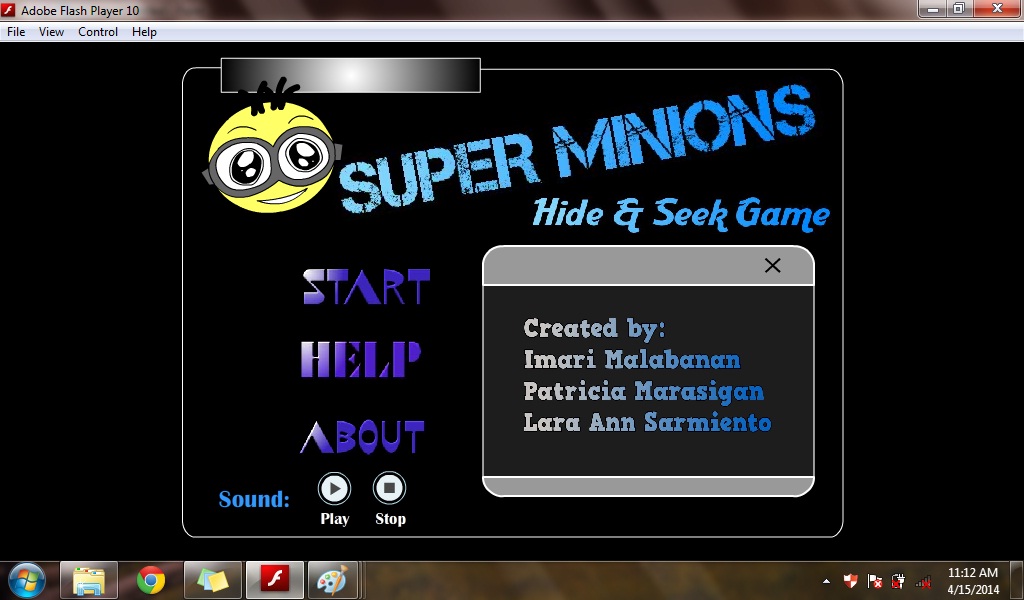 Adobe Flash Player 10
File View Control Help
SUPER MINIONS
Hide & Seek Game
START
HELP
ABOUT
Sound:
Play
Stop
Created by:
Imari Malabanan
Patricia Marasigan
Lara Ann Sarmiento
11:12 AM
4/15/2014